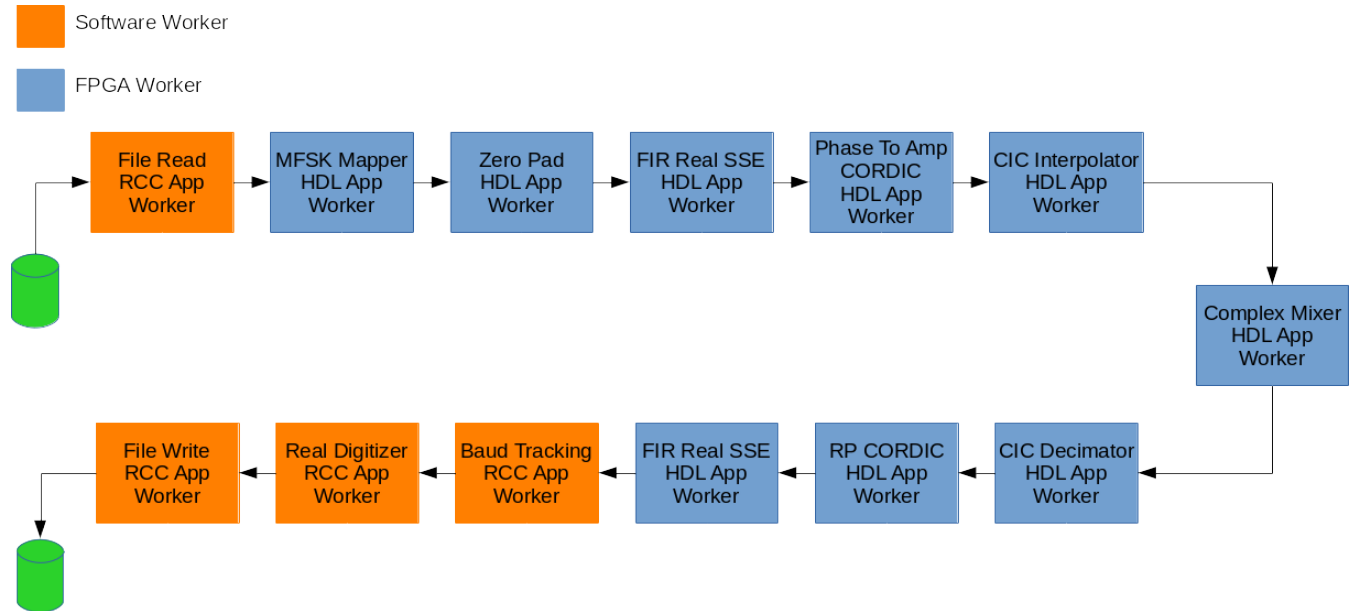 Software Worker
FPGA Worker
File Read
RCC App
Worker
MFSK Mapper
HDL App
Worker
Zero Pad
HDL App
Worker
FIR Real SSE
HDL App
Worker
Phase To Amp
CORDIC
HDL App
Worker
CIC Interpolator
HDL App
Worker
Complex Mixer
HDL App
Worker
File Write
RCC App
Worker
Real Digitizer
RCC App
Worker
Baud Tracking
RCC App
Worker
FIR Real SSE
HDL App
Worker
RP CORDIC
HDL App
Worker
CIC Decimator
HDL App
Worker